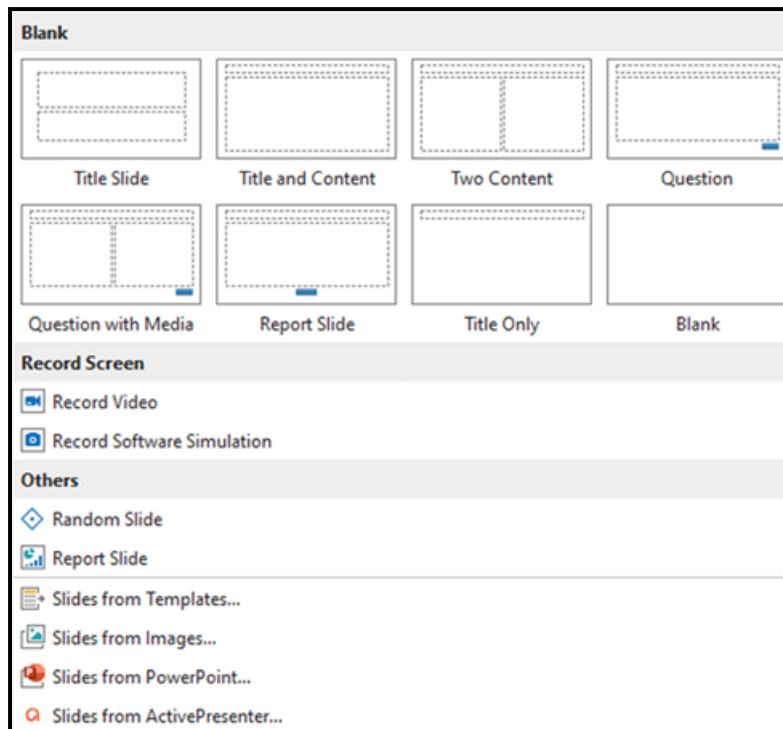 Blank
Title Slide
Title and Content
Two Content
Question
Question with Media
Report Slide
Title Only
Blank
Record Screen
Record Video
Record Software Simulation
Others
Random Slide
Report Slide
Slides from Templates...
Slides from Images...
Slides from PowerPoint...
Slides from ActivePresenter...